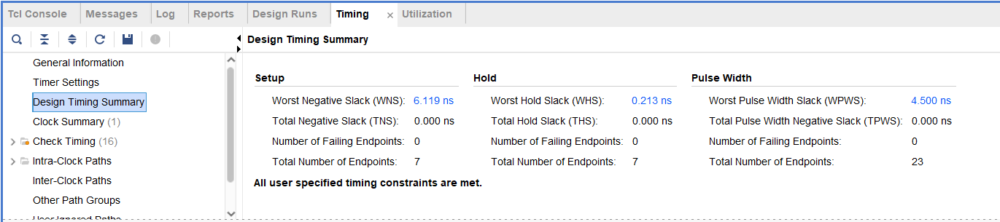 Tcl Console Messages Log Reports Design Runs Timing × Utilization
Design Timing Summary
General Information
Timer Settings
Design Timing Summary
Clock Summary (1)
Check Timing (16)
Intra-Clock Paths
Inter-Clock Paths
Other Path Groups
User Ignored Paths
Setup Hold Pulse Width
Worst Negative Slack (WNS): 6.119 ns Worst Hold Slack (WHS): 0.213 ns Worst Pulse Width Slack (WPWS): 4.500 ns
Total Negative Slack (TNS): 0.000 ns Total Hold Slack (THS): 0.000 ns Total Pulse Width Negative Slack (TPWS): 0.000 ns
Number of Failing Endpoints: 0 Number of Failing Endpoints: 0 Number of Failing Endpoints: 0
Total Number of Endpoints: 7 Total Number of Endpoints: 7 Total Number of Endpoints: 23
All user specified timing constraints are met.